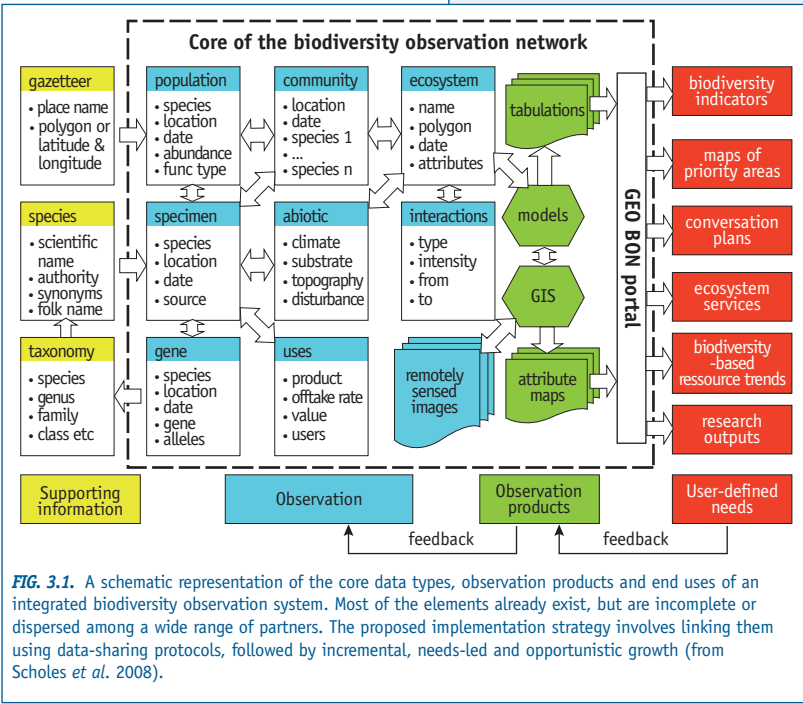 Core of the biodiversity observation network
gazetteer
• place name
• polygon or
latitude &
longitude
population
• species
• location
• date
• abundance
• func type
community
• location
• date
• species 1
• ...
• species n
ecosystem
• name
• polygon
• date
• attributes
tabulations
species
• scientific
name
• authority
• synonyms
• folk name
specimen
• species
• location
• date
• source
abiotic
• climate
• substrate
• topography
• disturbance
interactions
• type
• intensity
• from
• to
models
GIS
taxonomy
• species
• genus
• family
• class etc
gene
• species
• location
• date
• gene
• alleles
uses
• product
• offtake rate
• value
• users
remotely
sensed
images
attribute
maps
GEO BON portal
biodiversity
indicators
maps of
priority areas
conversation
plans
ecosystem
services
biodiversity
-based
ressource trends
research
outputs
Supporting
information
Observation
Observation
products
User-defined
needs
feedback
feedback
FIG. 3.1. A schematic representation of the core data types, observation products and end uses of an
integrated biodiversity observation system. Most of the elements already exist, but are incomplete or
dispersed among a wide range of partners. The proposed implementation strategy involves linking them
using data-sharing protocols, followed by incremental, needs-led and opportunistic growth (from
Scholes et al. 2008).